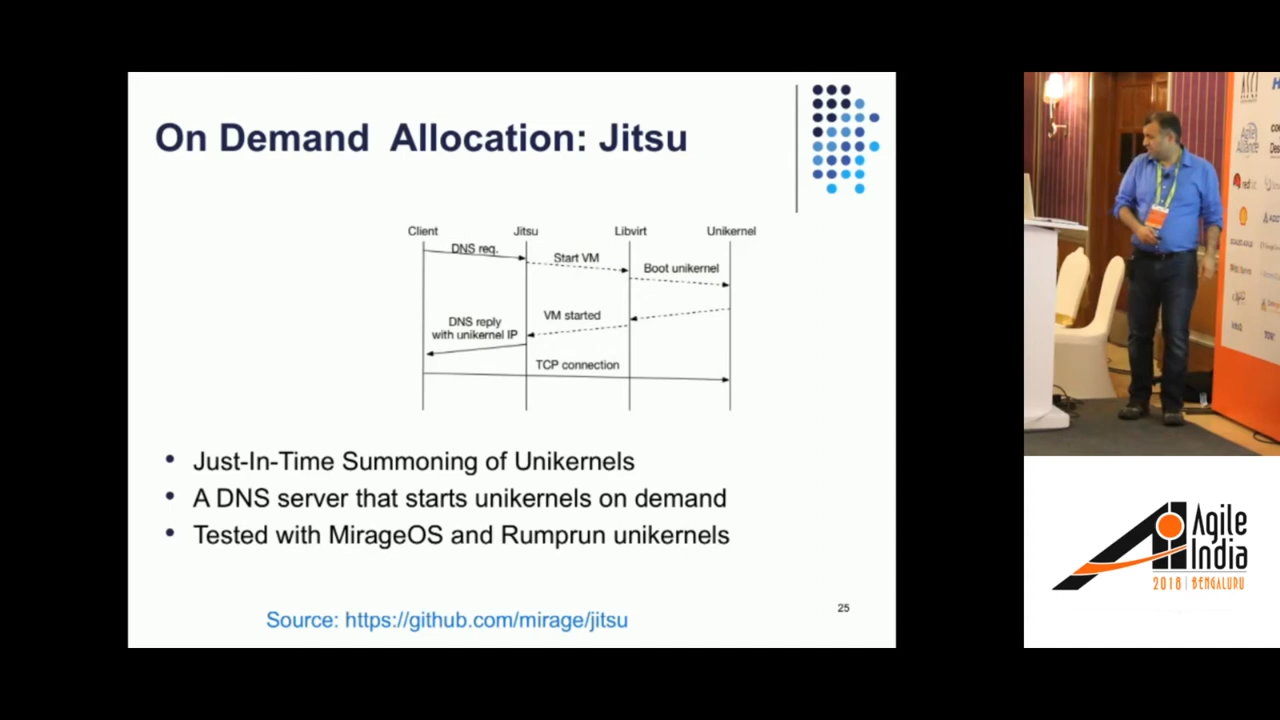 On Demand Allocation: Jitsu
Client
Jitsu
Libvirt
Unikernel
DNS req.
Start VM
Boot unikernel
VM started
DNS reply
with unikernel IP
TCP connection
• Just-In-Time Summoning of Unikernels
• A DNS server that starts unikernels on demand
• Tested with MirageOS and Rumprun unikernels
Source: https://github.com/mirage/jitsu
25
Agile
Alliance
Agile
India
2018 | BENGALURU